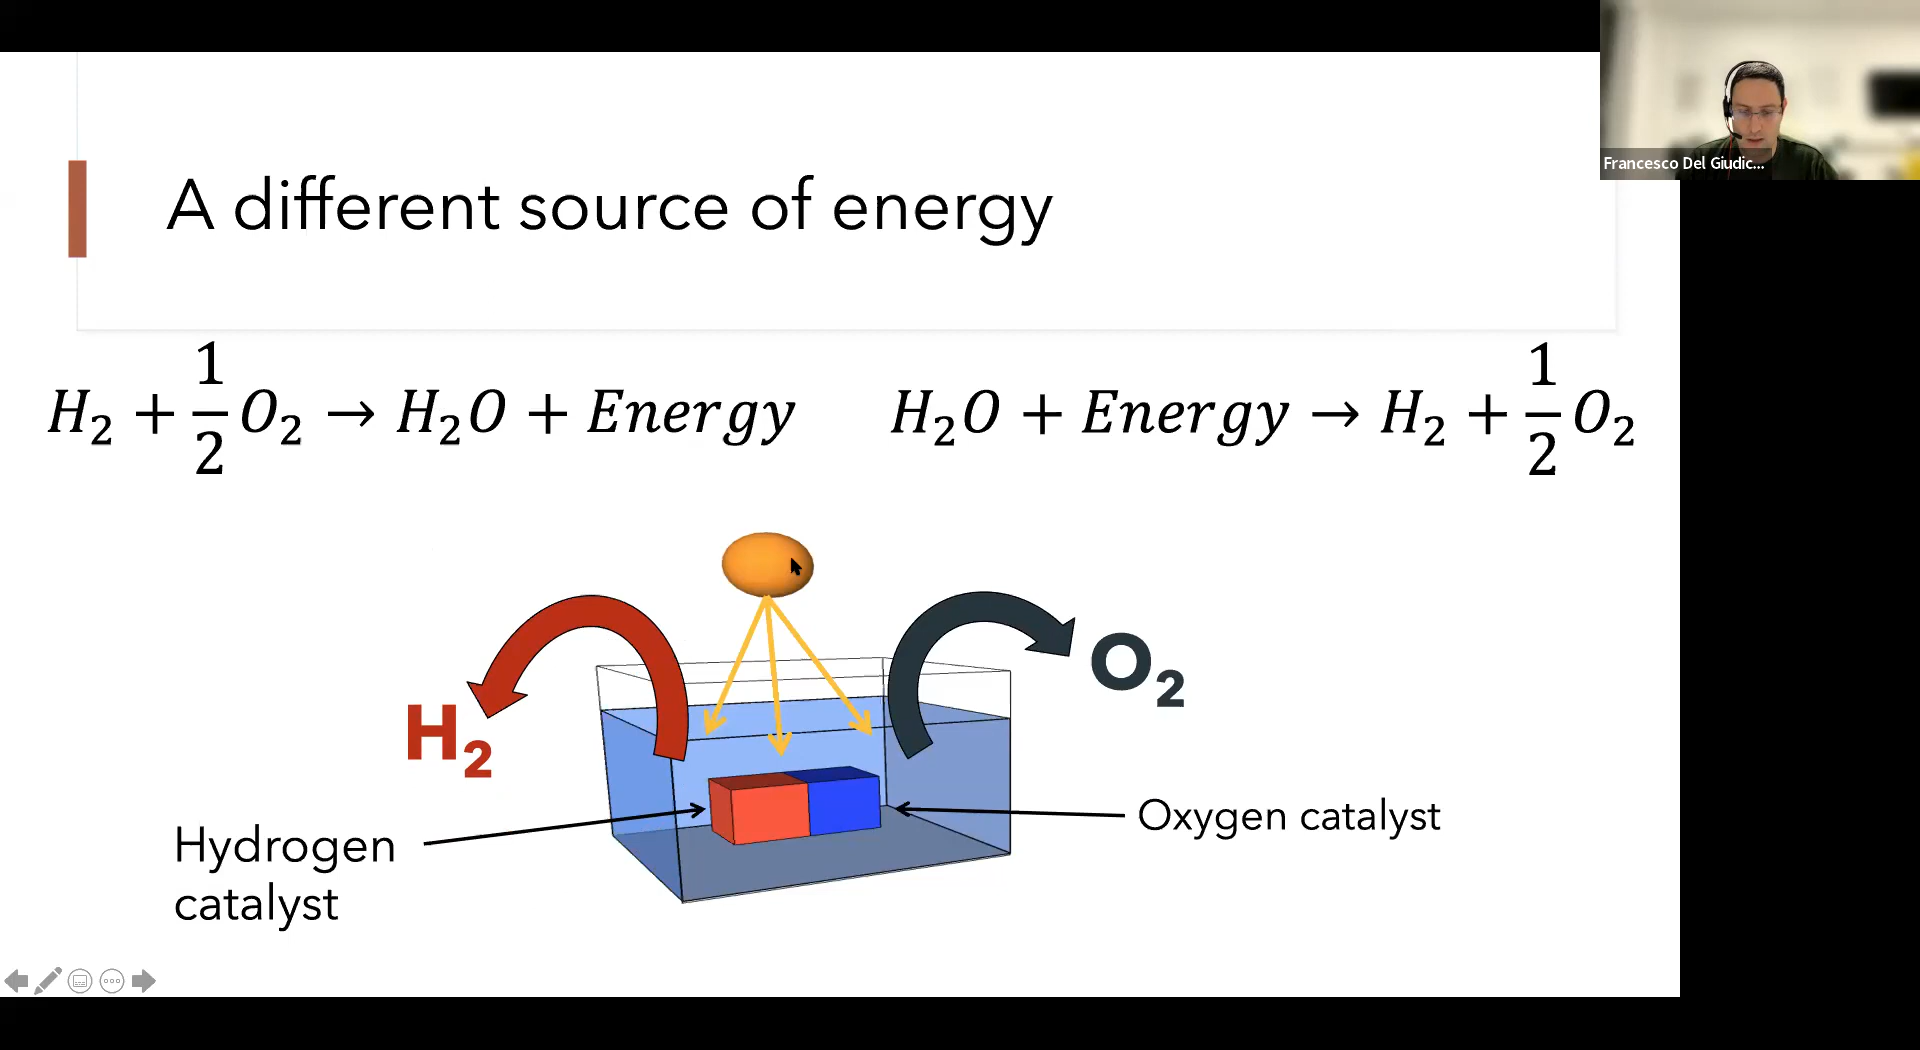 Francesco Del Giudic...
A different source of energy
H₂ + 1/2 O₂ → H₂O + Energy
H₂O + Energy → H₂ + 1/2 O₂
H₂
O₂
Hydrogen
catalyst
Oxygen catalyst